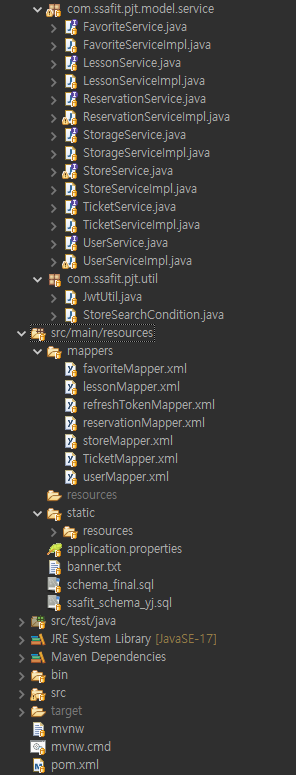 com.ssafit.pjt.model.service
FavoriteService.java
FavoriteServiceImpl.java
LessonService.java
LessonServiceImpl.java
ReservationService.java
ReservationServiceImpl.java
StorageService.java
StorageServiceImpl.java
StoreService.java
StoreServiceImpl.java
TicketService.java
TicketServiceImpl.java
UserService.java
UserServiceImpl.java
com.ssafit.pjt.util
JwtUtil.java
StoreSearchCondition.java
src/main/resources
mappers
favoriteMapper.xml
lessonMapper.xml
refreshTokenMapper.xml
reservationMapper.xml
storeMapper.xml
TicketMapper.xml
userMapper.xml
resources
static
resources
application.properties
banner.txt
schema_final.sql
ssafit_schema_yj.sql
src/test/java
JRE System Library [JavaSE-17]
Maven Dependencies
bin
src
target
mvnw
mvnw.cmd
pom.xml